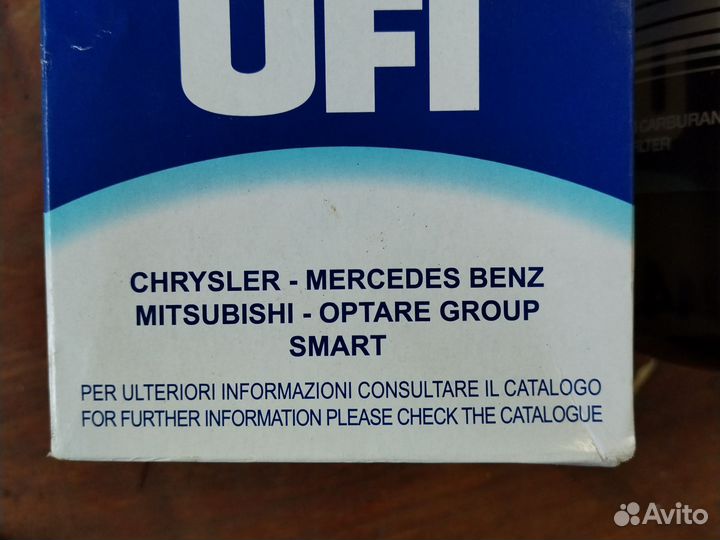 UFI
CARBURAN
CHRYSLER - MERCEDES BENZ
MITSUBISHI - OPTARE GROUP
SMART
PER ULTERIORI INFORMAZIONI CONSULTARE IL CATALOGO
FOR FURTHER INFORMATION PLEASE CHECK THE CATALOGUE
Avito